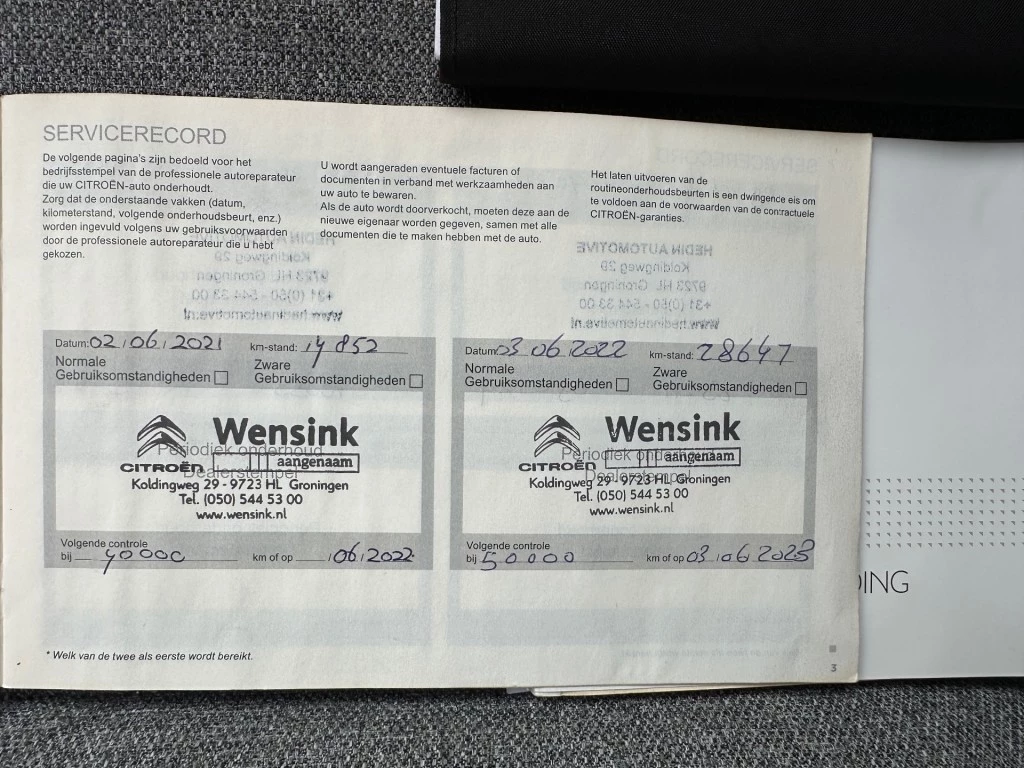 SERVICERECORD
De volgende pagina's zijn bedoeld voor het
bedrijfsstempel van de professionele autoreparateur
die uw CITROËN-auto onderhoudt.
Zorg dat de onderstaande vakken (datum,
kilometerstand, volgende onderhoudsbeurt, enz.)
worden ingevuld volgens uw gebruiksvoorwaarden
door de professionele autoreparateur die u hebt
gekozen.
U wordt aangeraden eventuele facturen of
documenten in verband met werkzaamheden aan
uw auto te bewaren.
Als de auto wordt doorverkocht, moeten deze aan de
nieuwe eigenaar worden gegeven, samen met alle
documenten die te maken hebben met de auto.
Het laten uitvoeren van de
routineonderhoudsbeurten is een dwingende eis om
te voldoen aan de voorwaarden van de contractuele
CITROËN-garanties.
Datum: 02/06/2021 km-stand: 14852
Normale
Gebruiksomstandigheden
Zware
Gebruiksomstandigheden
Periodiek onderhoud
Dealerstempel
CITROËN
Wensink
aangenaam
Koldingweg 29 - 9723 HL Groningen
Tel. (050) 544 53 00
www.wensink.nl
Volgende controle
bij 40000 km of op /06/2022
Datum: 03/06/2022 km-stand: 28647
Normale
Gebruiksomstandigheden
Zware
Gebruiksomstandigheden
Periodiek onderhoud
Dealerstempel
CITROËN
Wensink
aangenaam
Koldingweg 29 - 9723 HL Groningen
Tel. (050) 544 53 00
www.wensink.nl
Volgende controle
bij 50000 km of op 03/06/2023
* Welk van de twee als eerste wordt bereikt.
3
DING